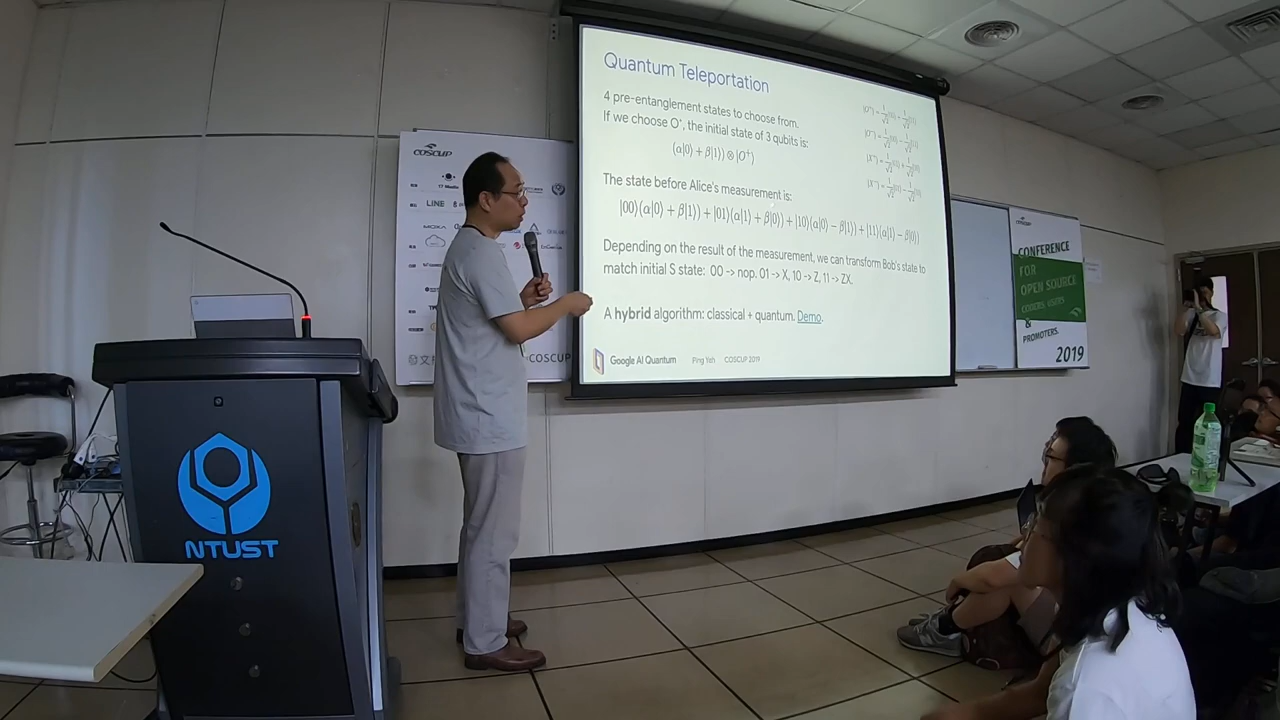 Quantum Teleportation
4 pre-entanglement states to choose from.
If we choose O⁺, the initial state of 3 qubits is:
(α|0⟩ + β|1⟩) ⊗ |O⁺⟩
The state before Alice's measurement is:
|00⟩(α|0⟩ + β|1⟩) + |01⟩(α|1⟩ + β|0⟩) + |10⟩(α|0⟩ − β|1⟩) + |11⟩(α|1⟩ − β|0⟩)
Depending on the result of the measurement, we can transform Bob's state to
match initial S state: 00 -> nop. 01 -> X, 10 -> Z, 11 -> ZX.
A hybrid algorithm: classical + quantum. Demo.
Google AI Quantum Ping Yeh COSCUP 2019
COSCUP
LINE
COSCUP
CONFERENCE
FOR
OPEN SOURCE
CODERS, USERS
&
PROMOTERS.
2019
NTUST